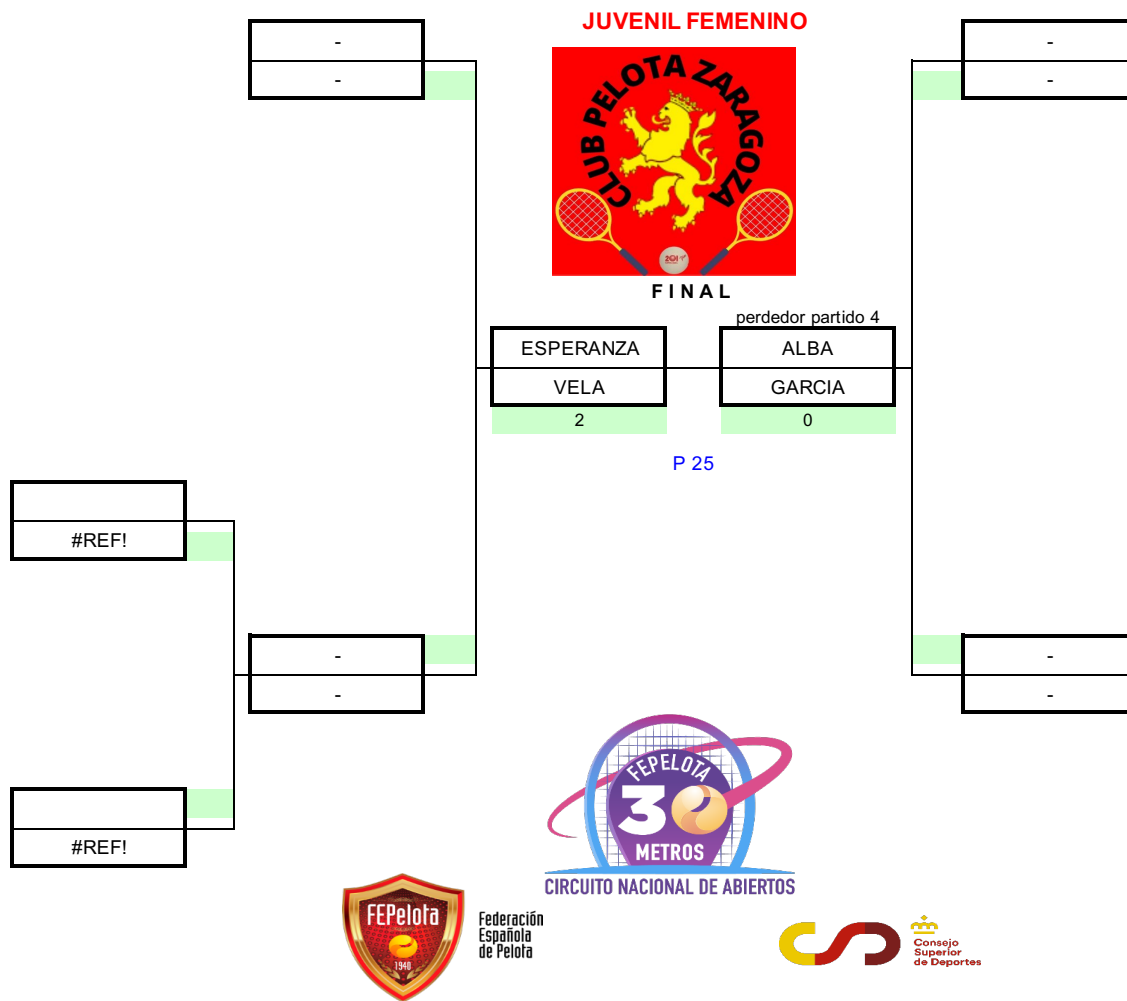 JUVENIL FEMENINO
-
-
-
-
CLUB PELOTA ZARAGOZA
FINAL
perdedor partido 4
ESPERANZA
ALBA
VELA
GARCIA
2
0
P 25
#REF!
-
-
-
-
#REF!
FEPELOTA
30
METROS
CIRCUITO NACIONAL DE ABIERTOS
FEPelota
1940
Federación
Española
de Pelota
CSD
Consejo
Superior
de Deportes